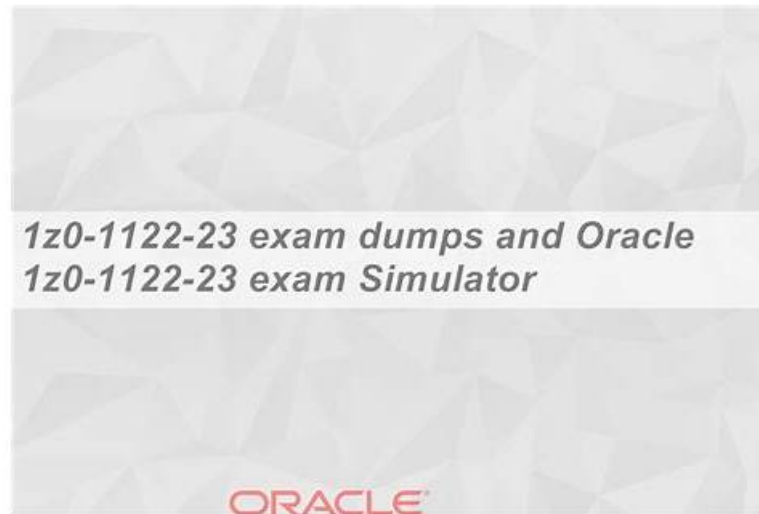 1z0-1122-23 exam dumps and Oracle
1z0-1122-23 exam Simulator
ORACLE